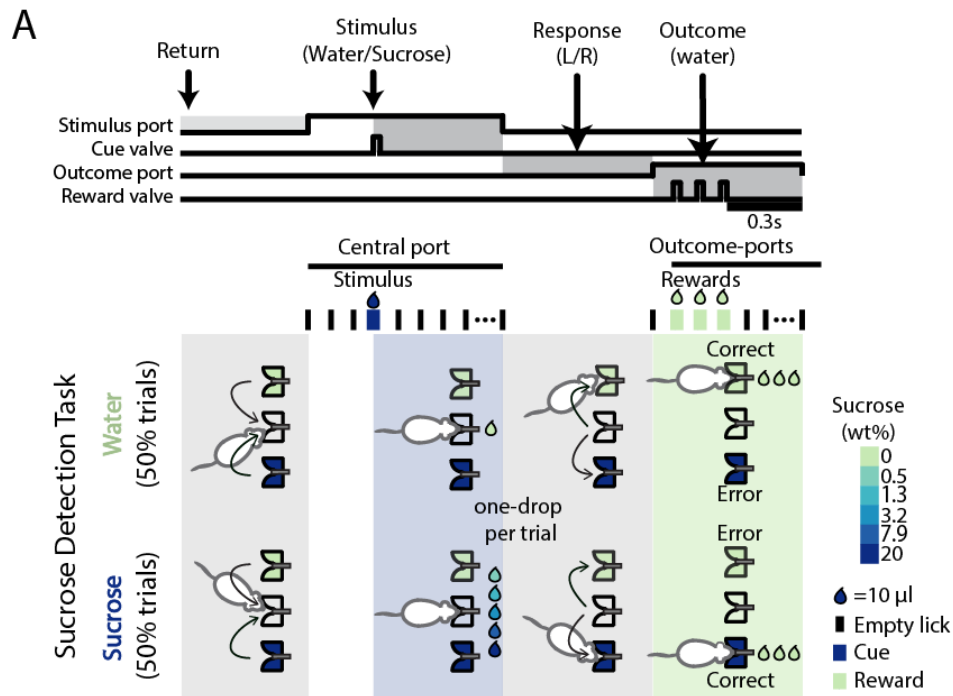 A
Return
Stimulus
(Water/Sucrose)
Response
(L/R)
Outcome
(water)
Stimulus port
Cue valve
Outcome port
Reward valve
0.3s
Central port
Stimulus
Outcome-ports
Rewards
Sucrose Detection Task
Water
(50% trials)
Sucrose
(50% trials)
one-drop
per trial
Correct
Error
Error
Correct
Sucrose
(wt%)
0
0.5
1.3
3.2
7.9
20
=10 µl
Empty lick
Cue
Reward